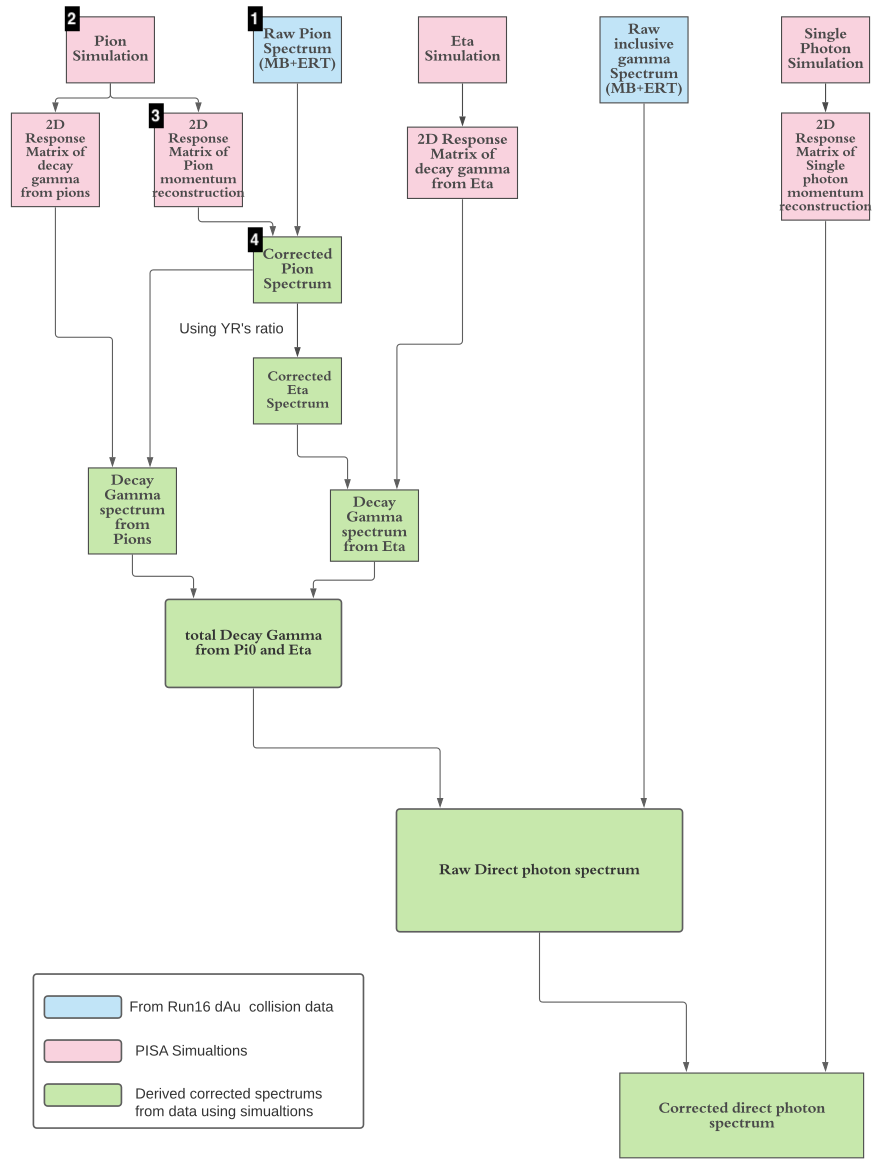 2
Pion
Simulation
1
Raw Pion
Spectrum
(MB+ERT)
Eta
Simulation
Raw
inclusive
gamma
Spectrum
(MB+ERT)
Single
Photon
Simulation
2D
Response
Matrix of
decay
gamma
from pions
3
2D
Response
Matrix of
Pion
momentum
reconstruction
2D Response
Matrix of
decay gamma
from Eta
2D
Response
Matrix of
Single
photon
momentum
reconstruction
4
Corrected
Pion
Spectrum
Using YR's ratio
Corrected
Eta
Spectrum
Decay
Gamma
spectrum
from
Pions
Decay
Gamma
spectrum
from Eta
total Decay Gamma
from Pi0 and Eta
Raw Direct photon spectrum
From Run16 dAu collision data
PISA Simualtions
Derived corrected spectrums
from data using simualtions
Corrected direct photon
spectrum